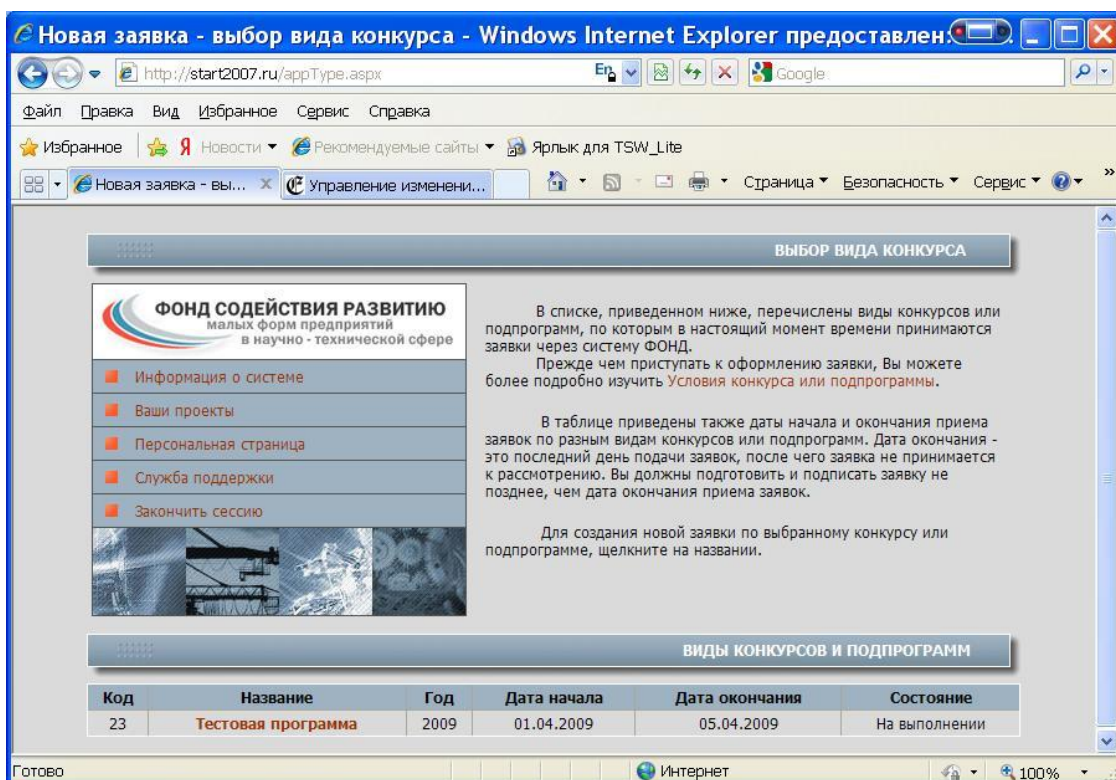 Новая заявка - выбор вида конкурса - Windows Internet Explorer предоставлен:
http://start2007.ru/appType.aspx
En
Google
Файл Правка Вид Избранное Сервис Справка
Избранное Я Новости Рекомендуемые сайты Ярлык для TSW_Lite
Новая заявка - вы... X Управление изменени... Страница Безопасность Сервис »
ВЫБОР ВИДА КОНКУРСА
ФОНД СОДЕЙСТВИЯ РАЗВИТИЮ
малых форм предприятий
в научно - технической сфере
Информация о системе
Ваши проекты
Персональная страница
Служба поддержки
Закончить сессию
В списке, приведенном ниже, перечислены виды конкурсов или
подпрограмм, по которым в настоящий момент времени принимаются
заявки через систему ФОНД.
Прежде чем приступать к оформлению заявки, Вы можете
более подробно изучить Условия конкурса или подпрограммы.
В таблице приведены также даты начала и окончания приема
заявок по разным видам конкурсов или подпрограмм. Дата окончания -
это последний день подачи заявок, после чего заявка не принимается
к рассмотрению. Вы должны подготовить и подписать заявку не
позднее, чем дата окончания приема заявок.
Для создания новой заявки по выбранному конкурсу или
подпрограмме, щелкните на названии.
ВИДЫ КОНКУРСОВ И ПОДПРОГРАММ
Код Название Год Дата начала Дата окончания Состояние
23 Тестовая программа 2009 01.04.2009 05.04.2009 На выполнении
Готово Интернет 100%